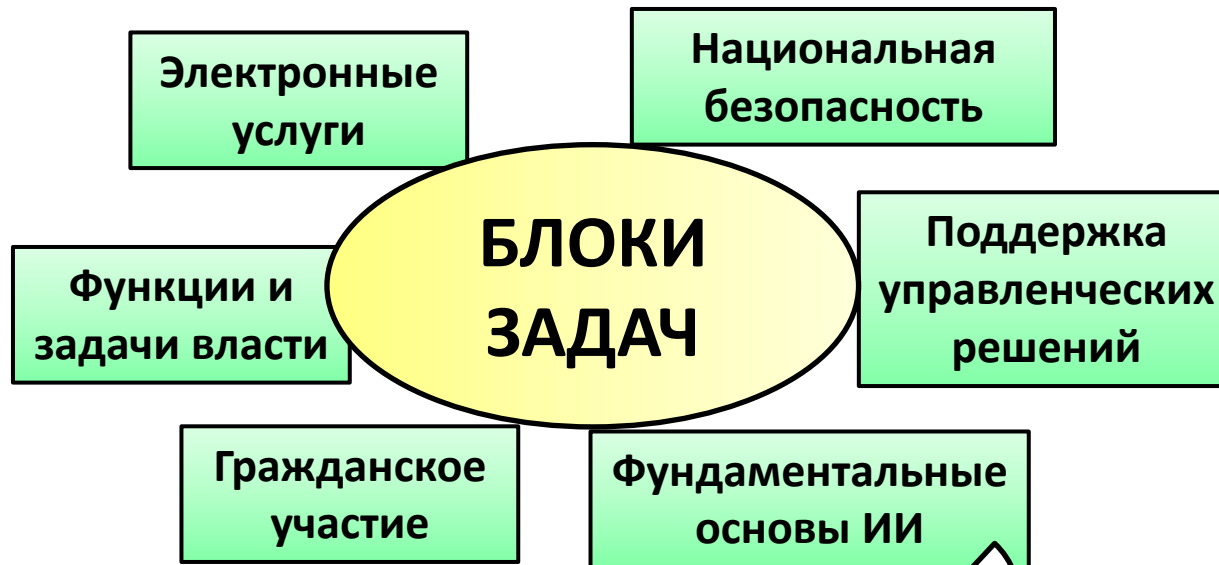 Электронные
услуги
Национальная
безопасность
БЛОКИ
ЗАДАЧ
Функции и
задачи власти
Поддержка
управленческих
решений
Гражданское
участие
Фундаментальные
основы ИИ